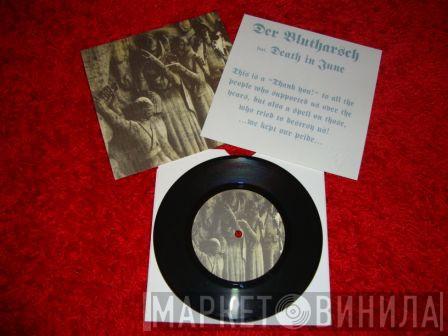 Der Blutharsch
feat. Death in June
This is a "Thank you!" to all the
people who supported us over the
years, but also a spell on those,
who tried to destroy us!
...we kept our pride...
МАРКЕТ ВИНИЛА